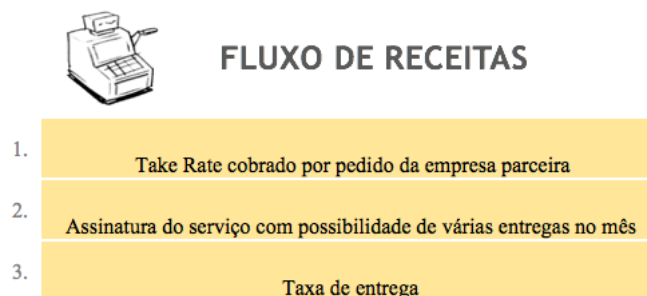 FLUXO DE RECEITAS
1. Take Rate cobrado por pedido da empresa parceira
2. Assinatura do serviço com possibilidade de várias entregas no mês
3. Taxa de entrega